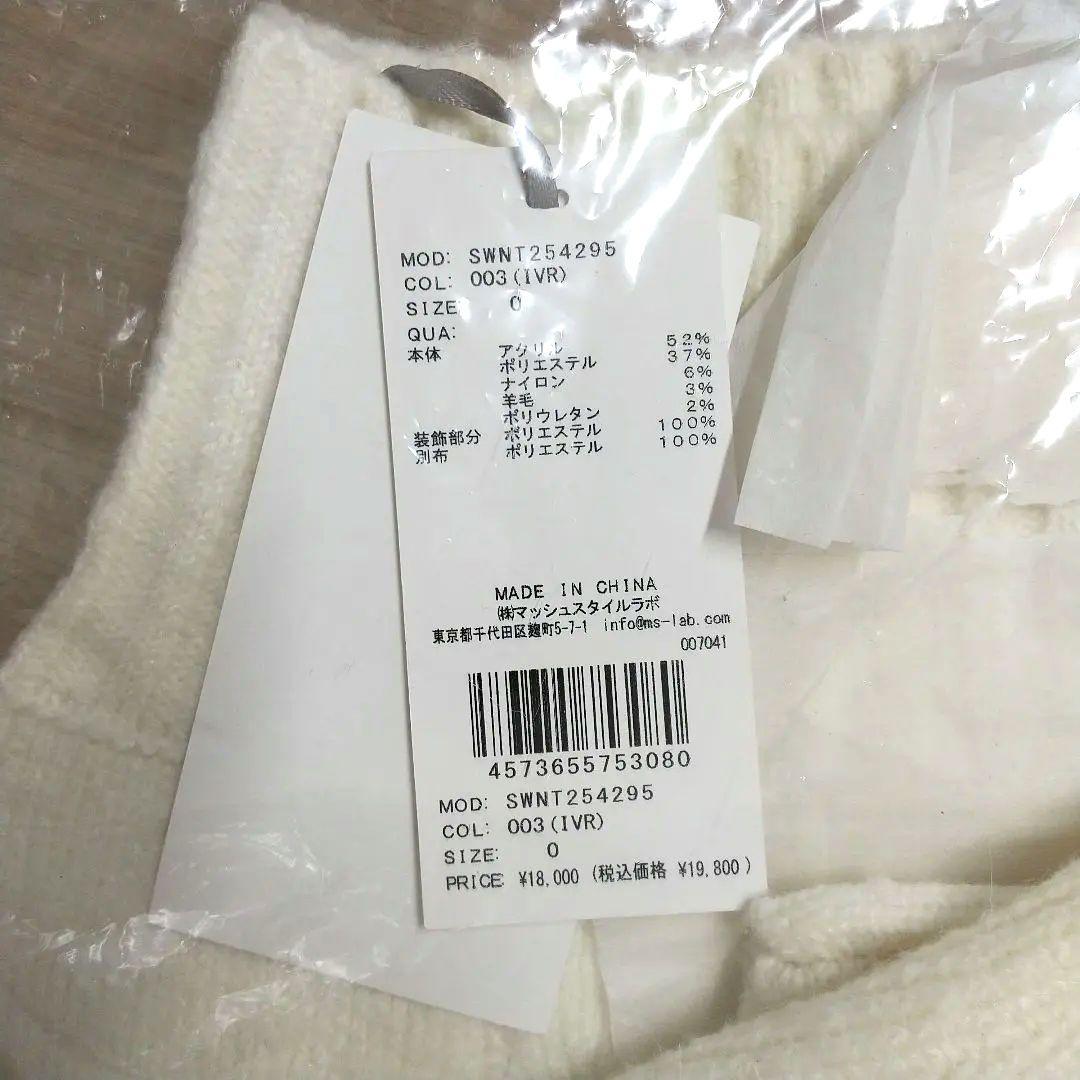 MOD: SWNT254295
COL: 003(IVR)
SIZE: 0
QUA:
本体 アクリル 52%
ポリエステル 37%
ナイロン 6%
羊毛 3%
ポリウレタン 2%
装飾部分 ポリエステル 100%
別布 ポリエステル 100%
MADE IN CHINA
㈱マッシュスタイルラボ
東京都千代田区麹町5-7-1 info@ms-lab.com
007041
4573655753080
MOD: SWNT254295
COL: 003(IVR)
SIZE: 0
PRICE: ¥18,000 (税込価格 ¥19,800)